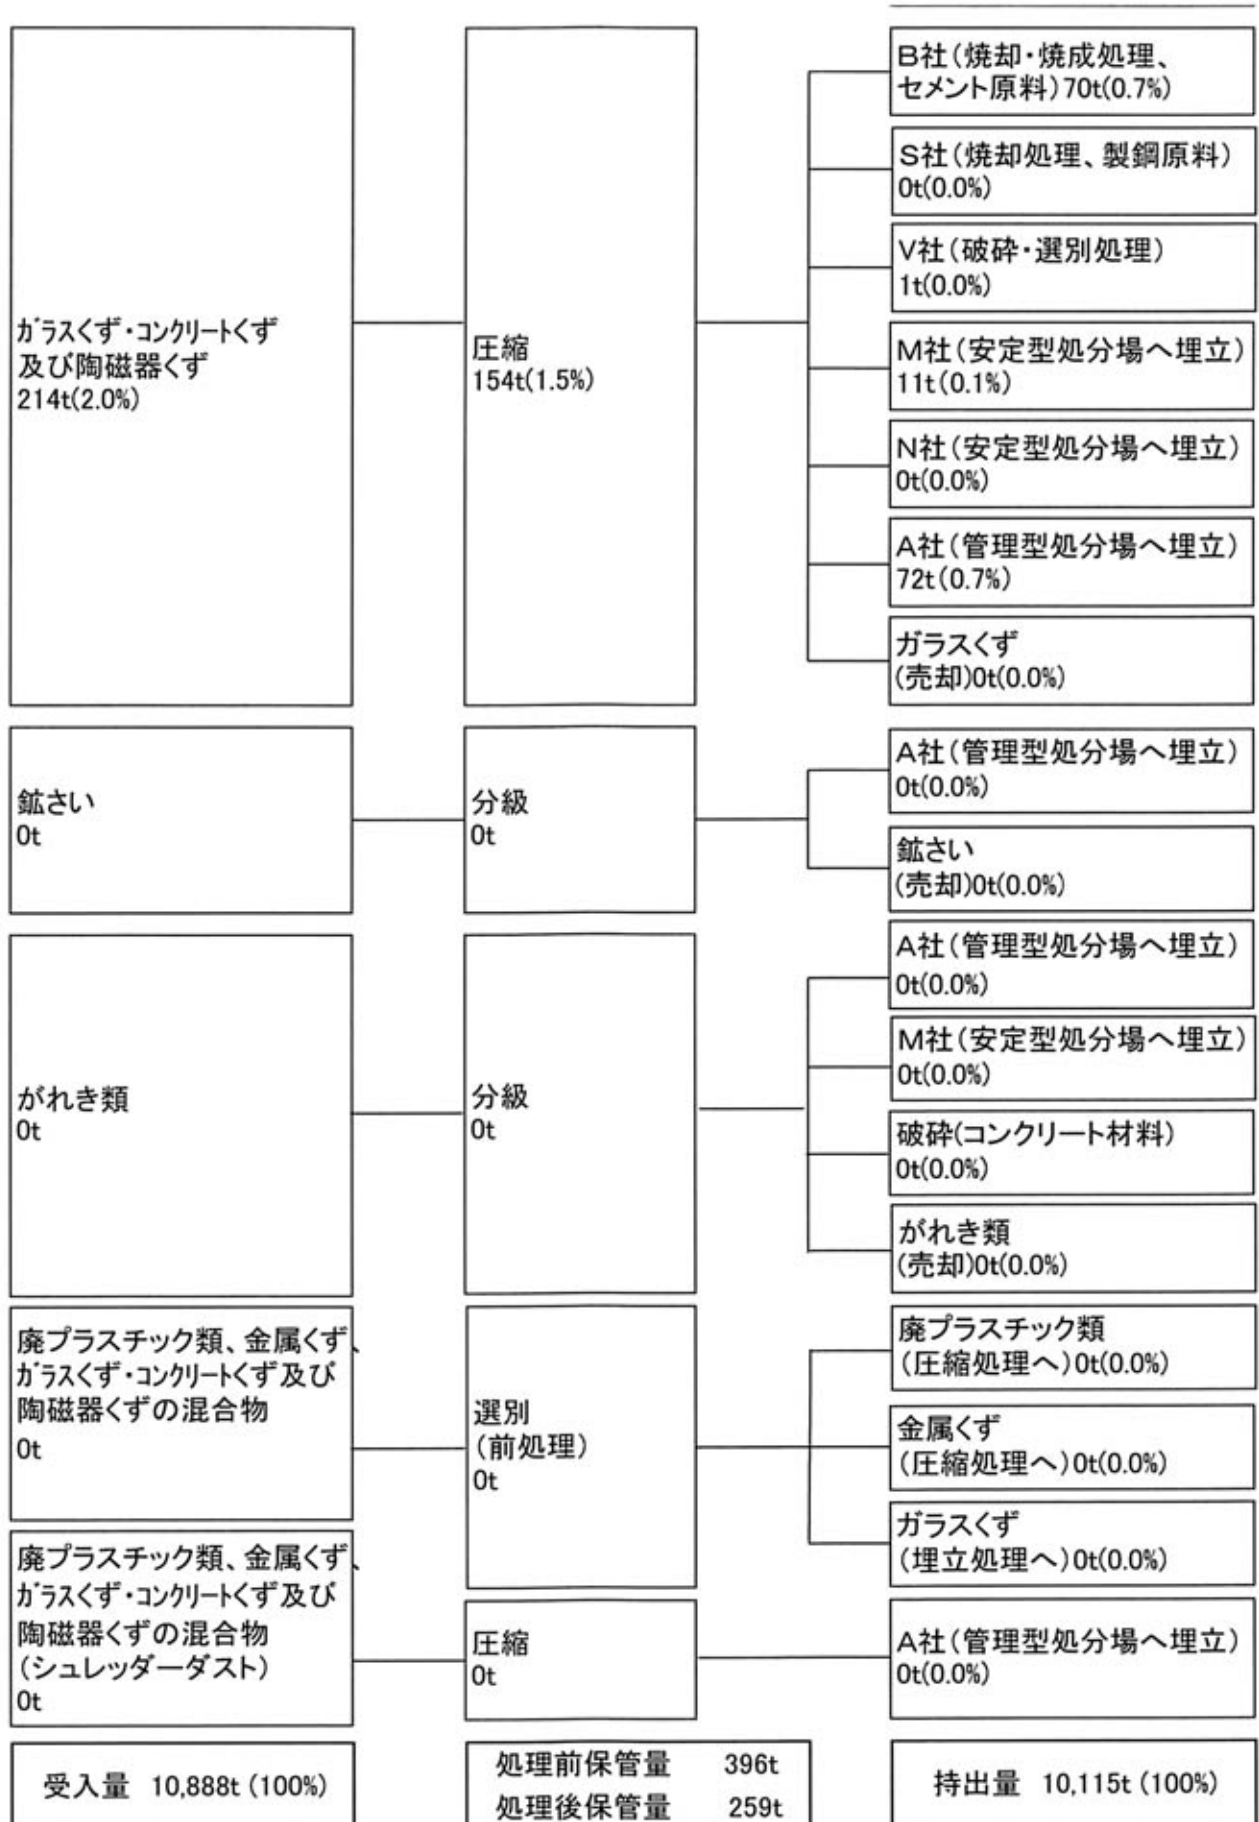 ガラスくず・コンクリートくず
及び陶磁器くず
214t(2.0%)
圧縮
154t(1.5%)
B社(焼却・焼成処理、
セメント原料)70t(0.7%)
S社(焼却処理、製鋼原料)
0t(0.0%)
V社(破砕・選別処理)
1t(0.0%)
M社(安定型処分場へ埋立)
11t(0.1%)
N社(安定型処分場へ埋立)
0t(0.0%)
A社(管理型処分場へ埋立)
72t(0.7%)
ガラスくず
(売却)0t(0.0%)
鉱さい
0t
分級
0t
A社(管理型処分場へ埋立)
0t(0.0%)
鉱さい
(売却)0t(0.0%)
がれき類
0t
分級
0t
A社(管理型処分場へ埋立)
0t(0.0%)
M社(安定型処分場へ埋立)
0t(0.0%)
破砕(コンクリート材料)
0t(0.0%)
がれき類
(売却)0t(0.0%)
廃プラスチック類、金属くず、
ガラスくず・コンクリートくず及び
陶磁器くずの混合物
0t
選別
(前処理)
0t
廃プラスチック類
(圧縮処理へ)0t(0.0%)
金属くず
(圧縮処理へ)0t(0.0%)
ガラスくず
(埋立処理へ)0t(0.0%)
廃プラスチック類、金属くず、
ガラスくず・コンクリートくず及び
陶磁器くずの混合物
(シュレッダーダスト)
0t
圧縮
0t
A社(管理型処分場へ埋立)
0t(0.0%)
受入量 10,888t (100%)
処理前保管量 396t
処理後保管量 259t
持出量 10,115t (100%)